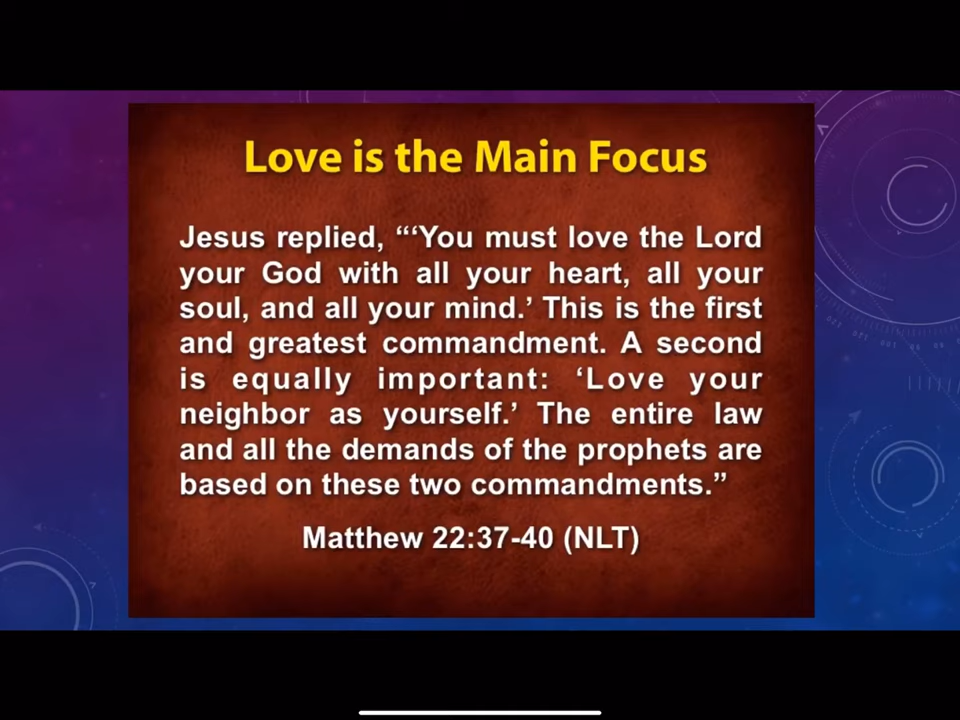 Love is the Main Focus
Jesus replied, “‘You must love the Lord
your God with all your heart, all your
soul, and all your mind.’ This is the first
and greatest commandment. A second
is equally important: ‘Love your
neighbor as yourself.’ The entire law
and all the demands of the prophets are
based on these two commandments.”
Matthew 22:37-40 (NLT)